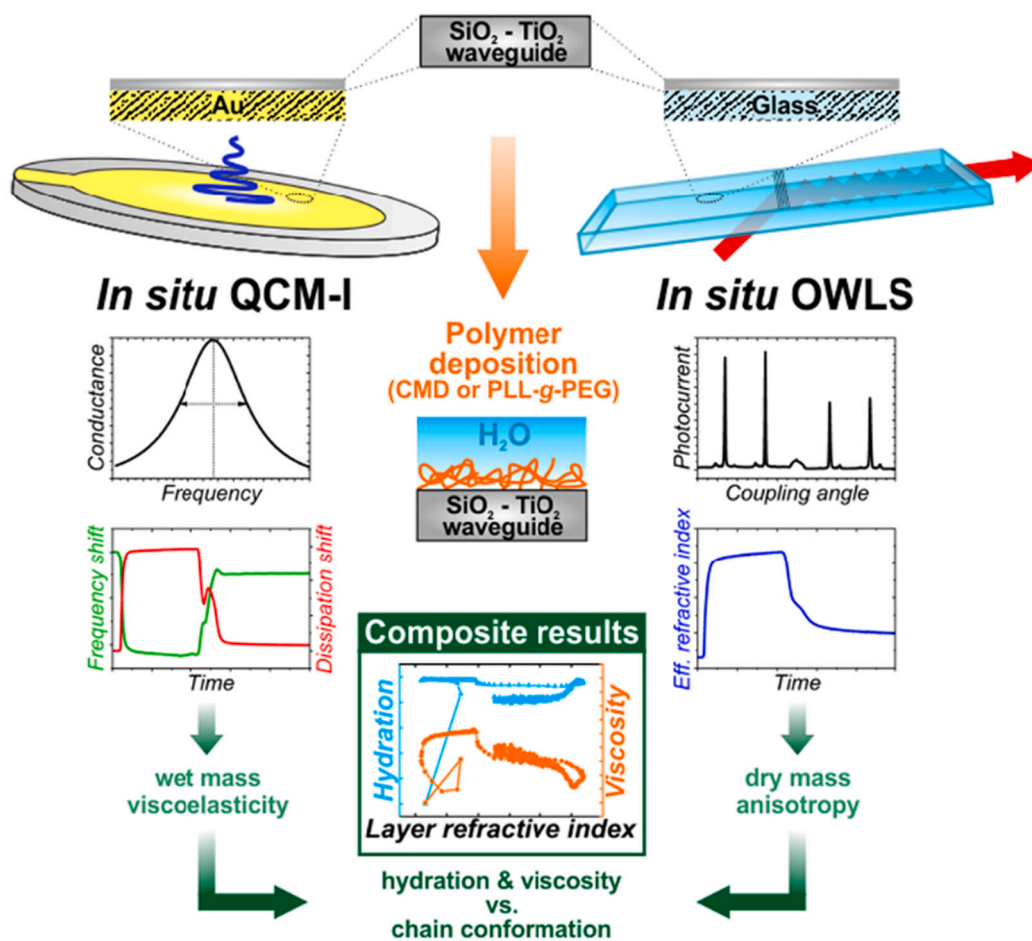 SiO₂ - TiO₂
waveguide
Au
Glass
In situ QCM-I
In situ OWLS
Polymer
deposition
(CMD or PLL-g-PEG)
H₂O
SiO₂ - TiO₂
waveguide
Conductance
Frequency
Photocurrent
Coupling angle
Frequency shift
Dissipation shift
Time
Eff. refractive index
Time
Composite results
Hydration
Viscosity
Layer refractive index
wet mass
viscoelasticity
dry mass
anisotropy
hydration & viscosity
vs.
chain conformation